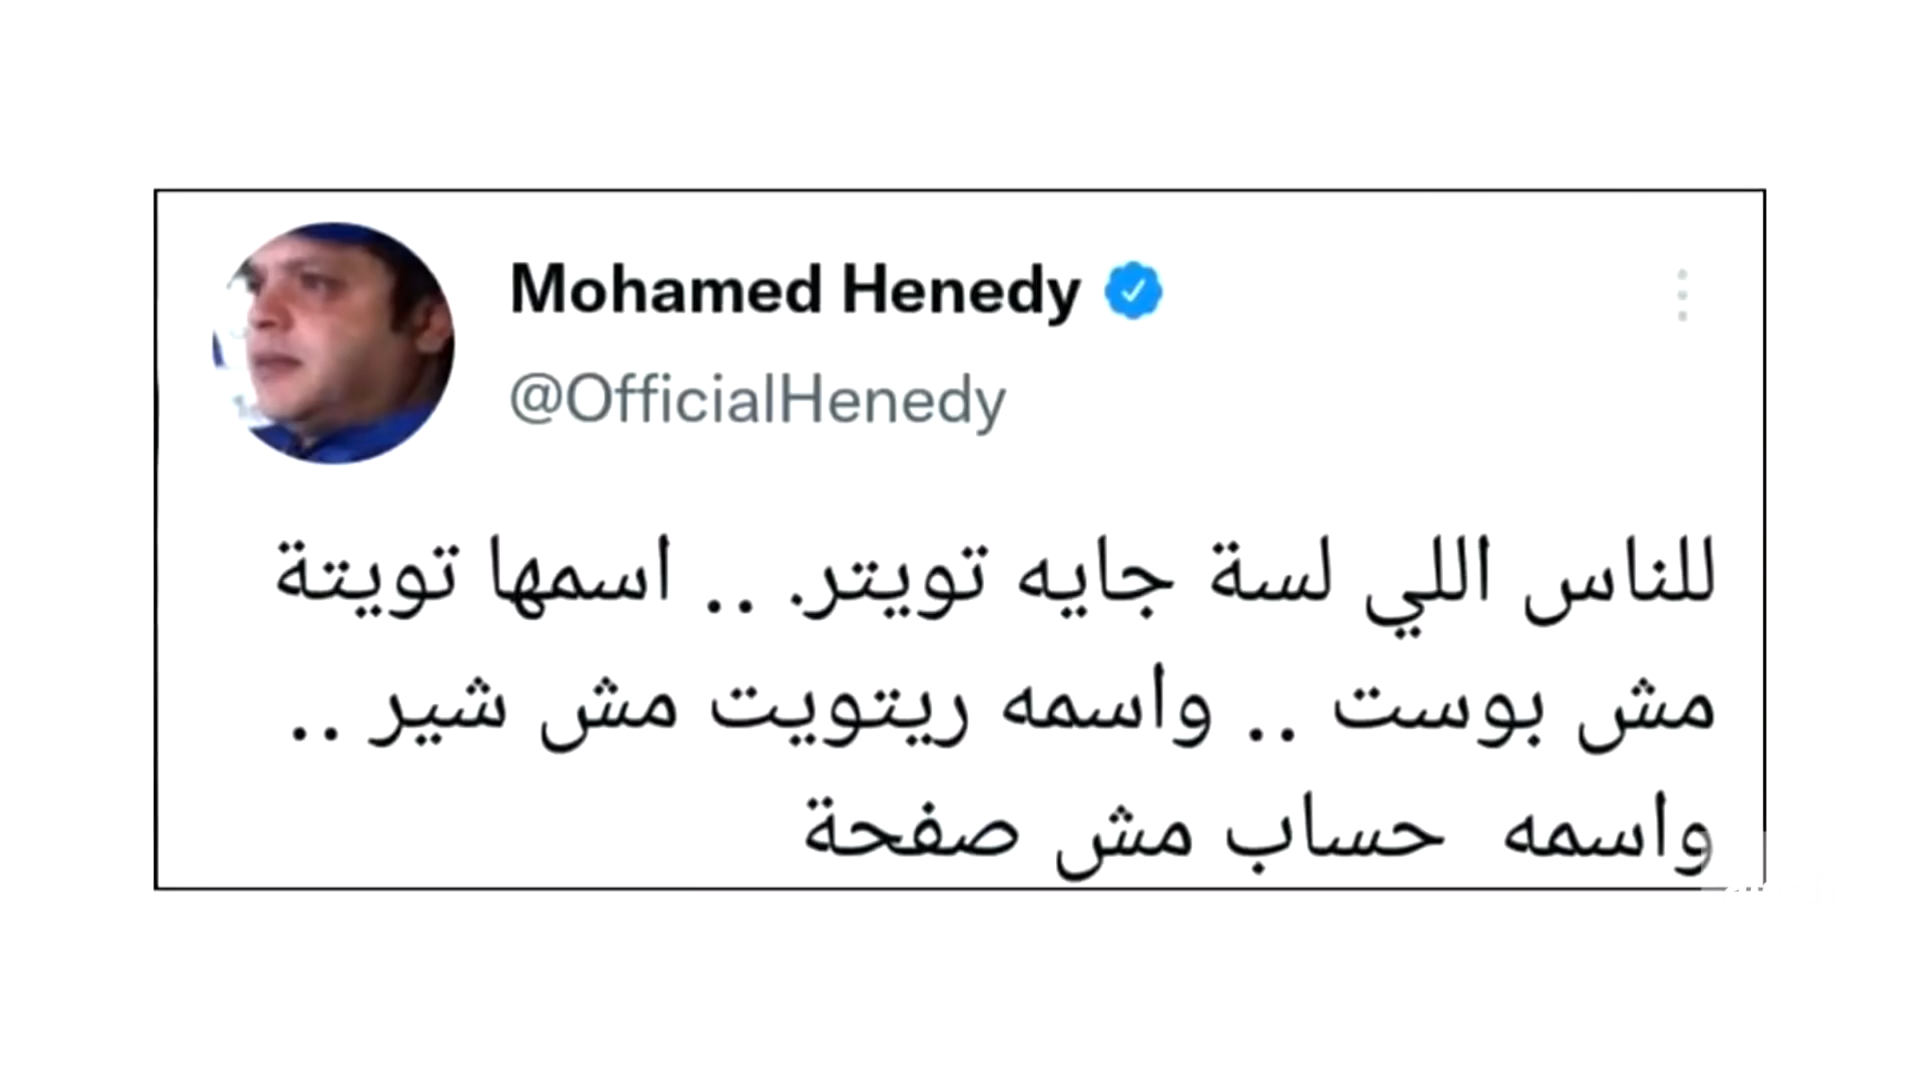 Mohamed Henedy
@OfficialHenedy
للناس اللي لسة جايه تويتر. .. اسمها تويتة
مش بوست .. واسمه ريتويت مش شير ..
واسمه حساب مش صفحة